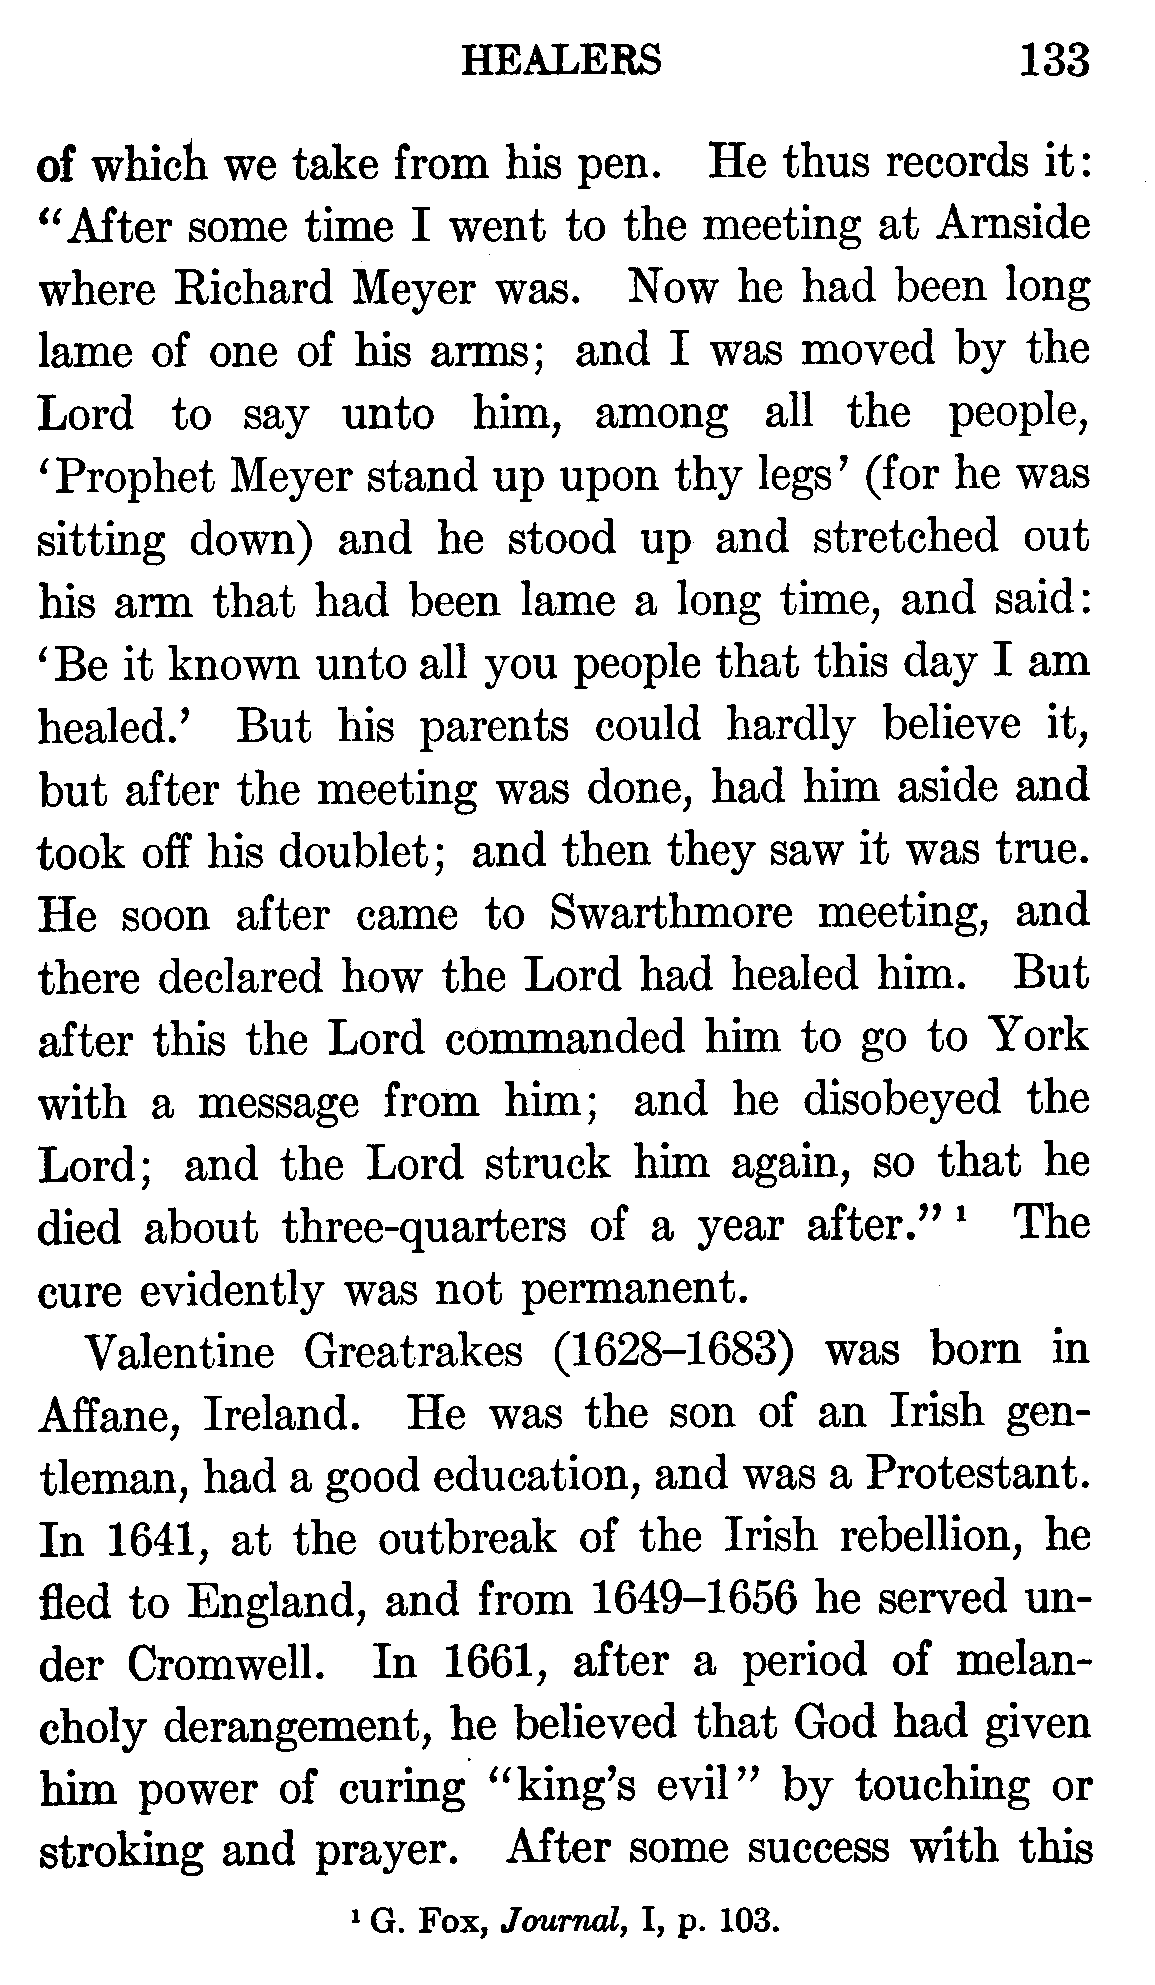 HEALERS 133
of which we take from his pen. He thus records it:
“After some time I went to the meeting at Arnside
where Richard Meyer was. Now he had been long
lame of one of his arms; and I was moved by the
Lord to say unto him, among all the people,
‘Prophet Meyer stand up upon thy legs’ (for he was
sitting down) and he stood up and stretched out
his arm that had been lame a long time, and said:
‘Be it known unto all you people that this day I am
healed.’ But his parents could hardly believe it,
but after the meeting was done, had him aside and
took off his doublet; and then they saw it was true.
He soon after came to Swarthmore meeting, and
there declared how the Lord had healed him. But
after this the Lord commanded him to go to York
with a message from him; and he disobeyed the
Lord; and the Lord struck him again, so that he
died about three-quarters of a year after.” ¹ The
cure evidently was not permanent.
Valentine Greatrakes (1628–1683) was born in
Affane, Ireland. He was the son of an Irish gen-
tleman, had a good education, and was a Protestant.
In 1641, at the outbreak of the Irish rebellion, he
fled to England, and from 1649–1656 he served un-
der Cromwell. In 1661, after a period of melan-
choly derangement, he believed that God had given
him power of curing “king’s evil” by touching or
stroking and prayer. After some success with this
¹ G. Fox, Journal, I, p. 103.